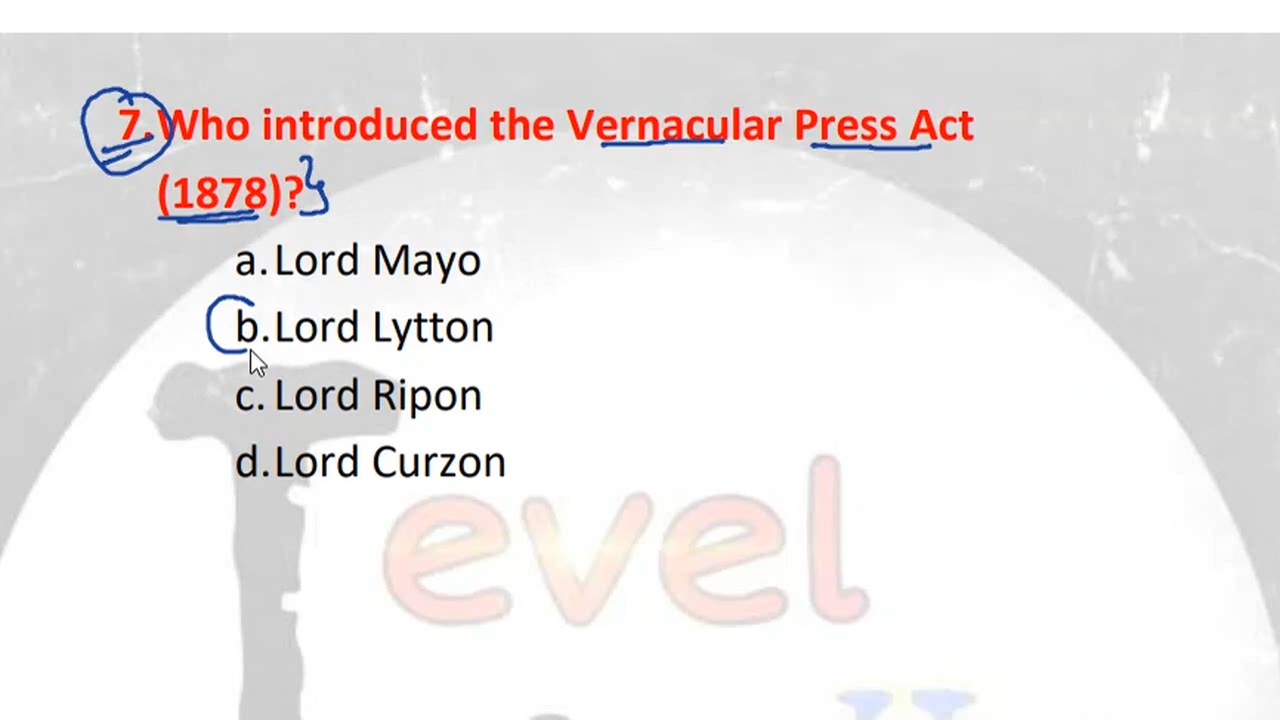 7. Who introduced the Vernacular Press Act
(1878)?
a. Lord Mayo
b. Lord Lytton
c. Lord Ripon
d. Lord Curzon
evel